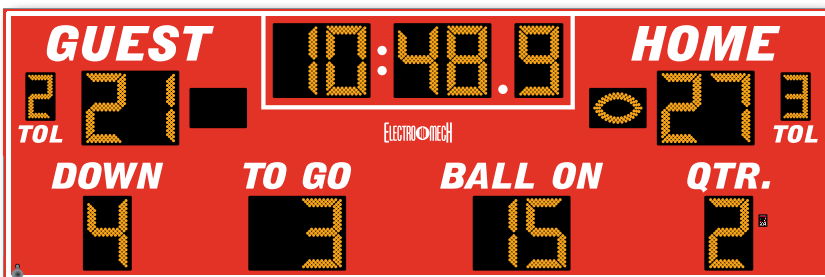 GUEST 10:48.9 HOME
2 21 27 3
TOL TOL
ELECTRO-MECH
DOWN TO GO BALL ON QTR.
4 3 15 2